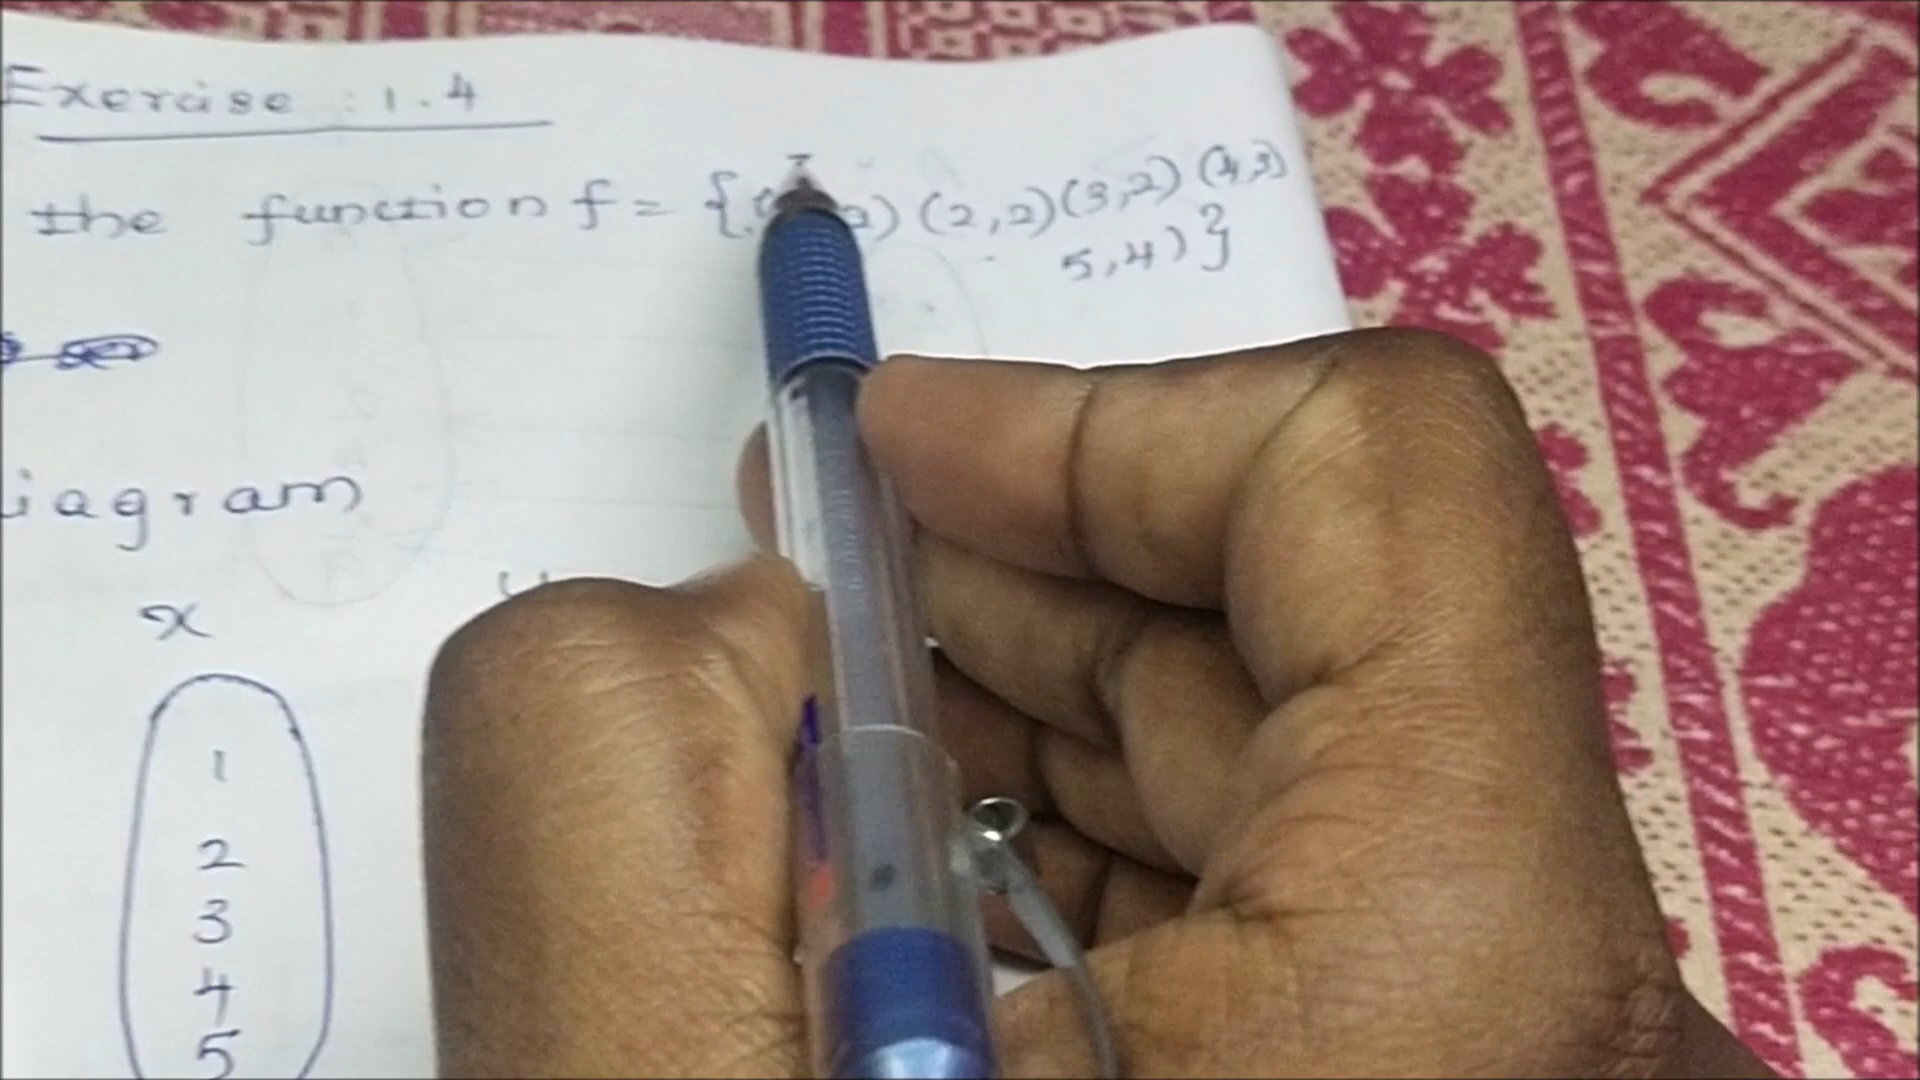 Exercise : 1.4
the function f = { 2) (2,2) (3,2) (4,3)
5,4) }
iagram
x
1
2
3
4
5